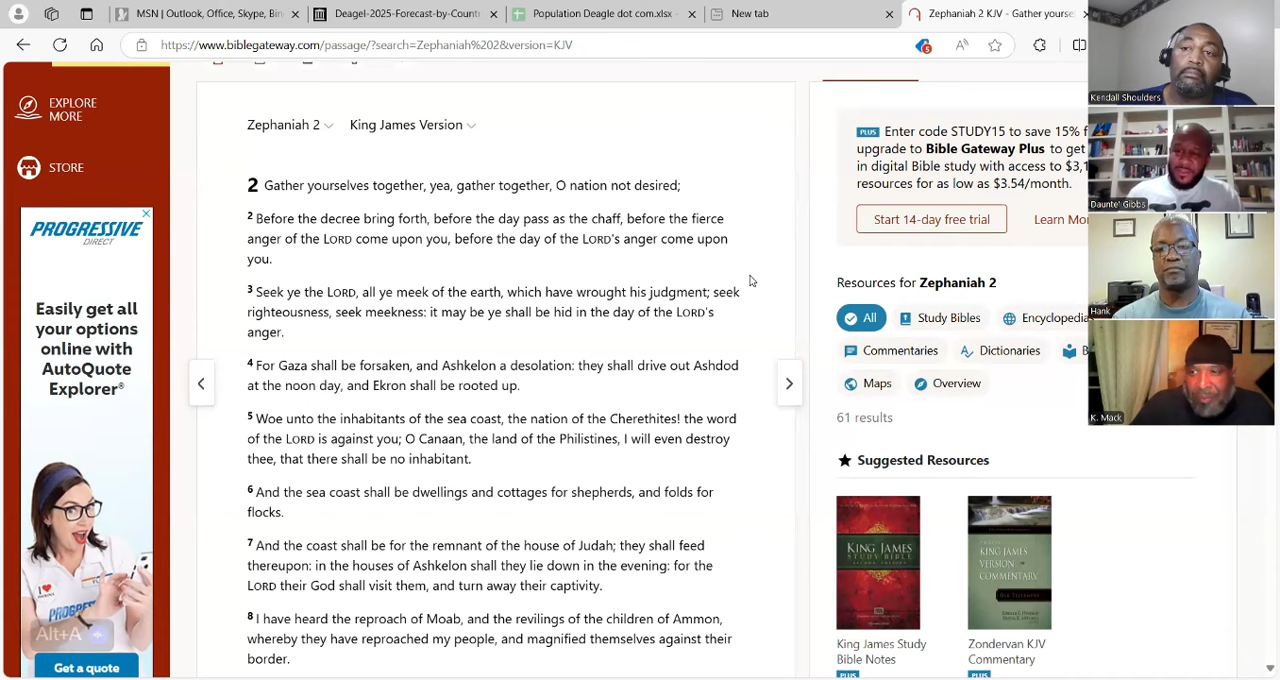 MSN | Outlook, Office, Skype, Bin
Deagel-2025-Forecast-by-Countr
Population Deagle dot com.xlsx -
New tab
Zephaniah 2 KJV - Gather yourse
https://www.biblegateway.com/passage/?search=Zephaniah%202&version=KJV
5
EXPLORE
MORE
STORE
PROGRESSIVE
DIRECT
Easily get all
your options
online with
AutoQuote
Explorer®
I
PROGRESS
Alt+A
Get a quote
Zephaniah 2
King James Version
2 Gather yourselves together, yea, gather together, O nation not desired;
2 Before the decree bring forth, before the day pass as the chaff, before the fierce
anger of the LORD come upon you, before the day of the LORD's anger come upon
you.
3 Seek ye the LORD, all ye meek of the earth, which have wrought his judgment; seek
righteousness, seek meekness: it may be ye shall be hid in the day of the LORD's
anger.
4 For Gaza shall be forsaken, and Ashkelon a desolation: they shall drive out Ashdod
at the noon day, and Ekron shall be rooted up.
5 Woe unto the inhabitants of the sea coast, the nation of the Cherethites! the word
of the LORD is against you; O Canaan, the land of the Philistines, I will even destroy
thee, that there shall be no inhabitant.
6 And the sea coast shall be dwellings and cottages for shepherds, and folds for
flocks.
7 And the coast shall be for the remnant of the house of Judah; they shall feed
thereupon: in the houses of Ashkelon shall they lie down in the evening: for the
LORD their God shall visit them, and turn away their captivity.
8 I have heard the reproach of Moab, and the revilings of the children of Ammon,
whereby they have reproached my people, and magnified themselves against their
border.
PLUS Enter code STUDY15 to save 15% f
upgrade to Bible Gateway Plus to get
in digital Bible study with access to $3,1
resources for as low as $3.54/month.
Start 14-day free trial
Learn Mo
Resources for Zephaniah 2
All
Study Bibles
Encyclopedia
Commentaries
Dictionaries
B
Maps
Overview
61 results
Suggested Resources
KING JAMES
STUDY BIBLE
KING JAMES
VERSION
COMMENTARY
King James Study
Bible Notes
PLUS
Zondervan KJV
Commentary
PLUS
Kendall Shoulders
Daunte' Gibbs
Hank
K. Mack